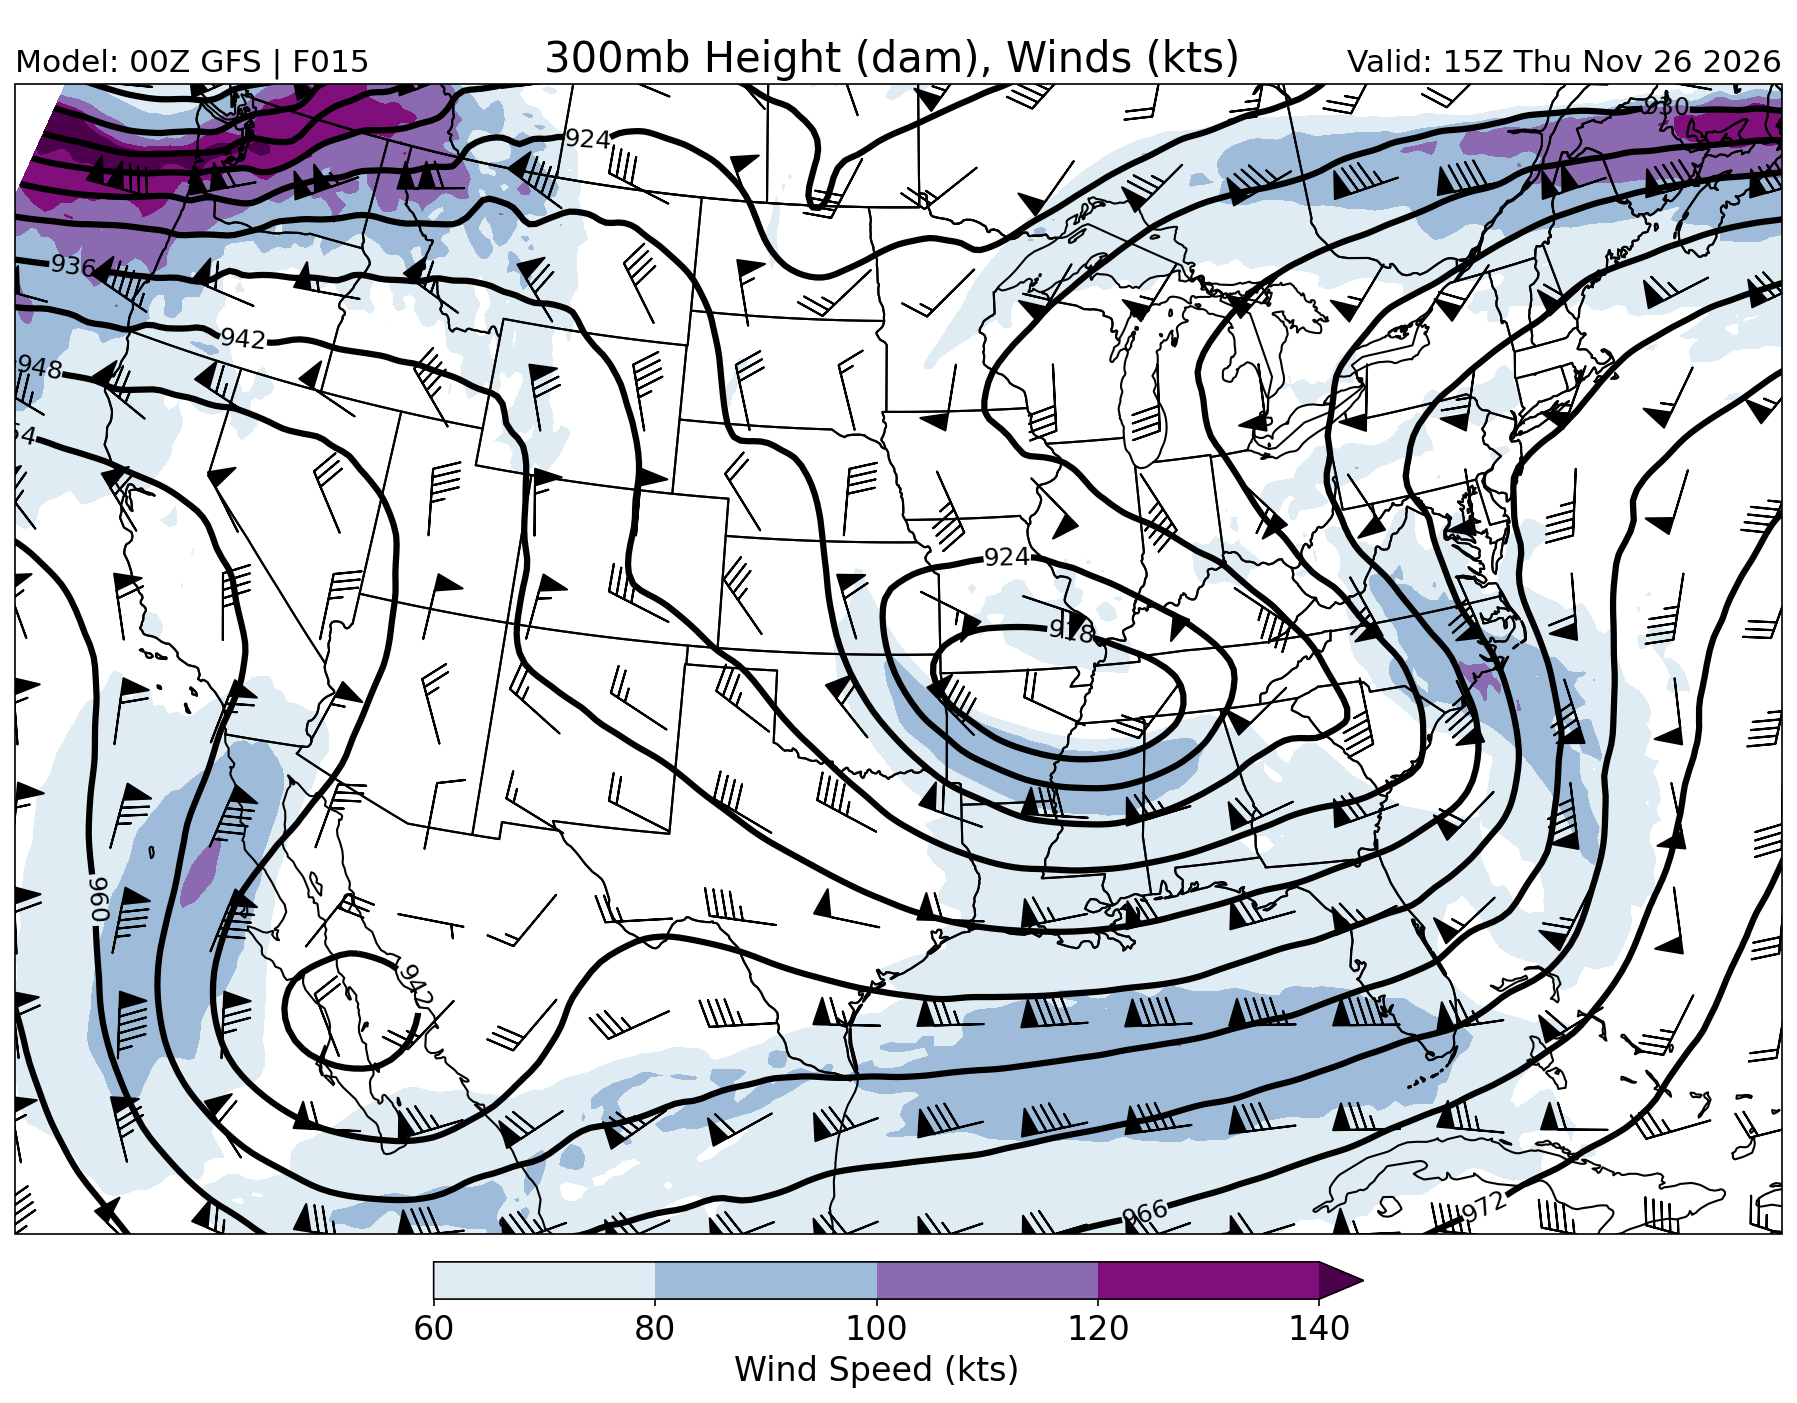 Model: 00Z GFS | F015
300mb Height (dam), Winds (kts)
Valid: 15Z Thu Nov 26 2026
930
924
936
942
948
54
924
918
960
942
966
972
60 80 100 120 140
Wind Speed (kts)